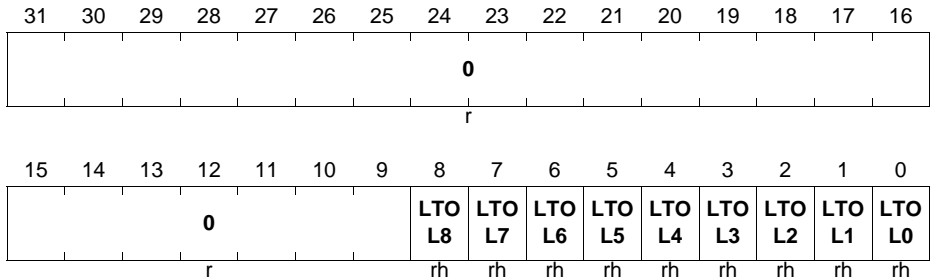 31 30 29 28 27 26 25 24 23 22 21 20 19 18 17 16
0
r
15 14 13 12 11 10 9 8 7 6 5 4 3 2 1 0
0 LTO LTO LTO LTO LTO LTO LTO LTO LTO
L8 L7 L6 L5 L4 L3 L2 L1 L0
r rh rh rh rh rh rh rh rh rh